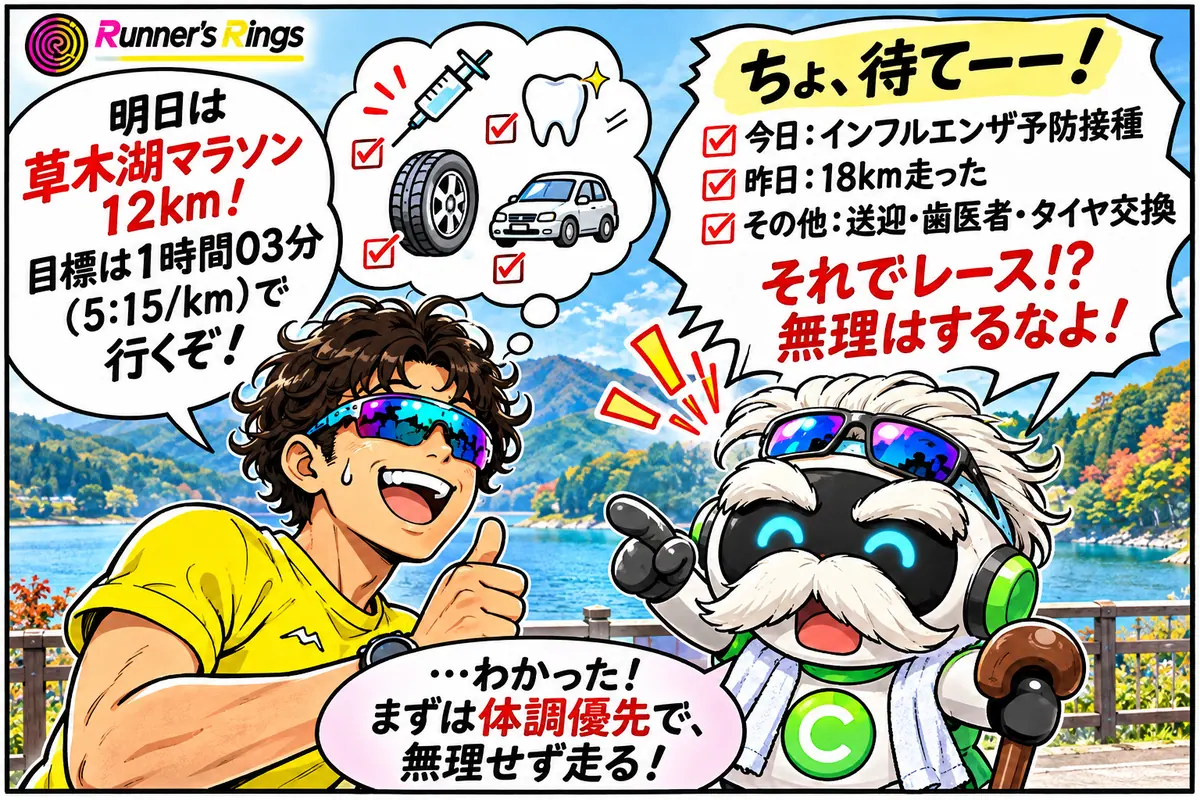 Runner's Rings
明日は
草木湖マラソン
12km!
目標は1時間03分
(5:15/km)で
行くぞ!
ちょ、待てーー!
今日:インフルエンザ予防接種
昨日:18km走った
その他:送迎・歯医者・タイヤ交換
それでレース!?
無理はするなよ!
…わかった!
まずは体調優先で、
無理せず走る!
C